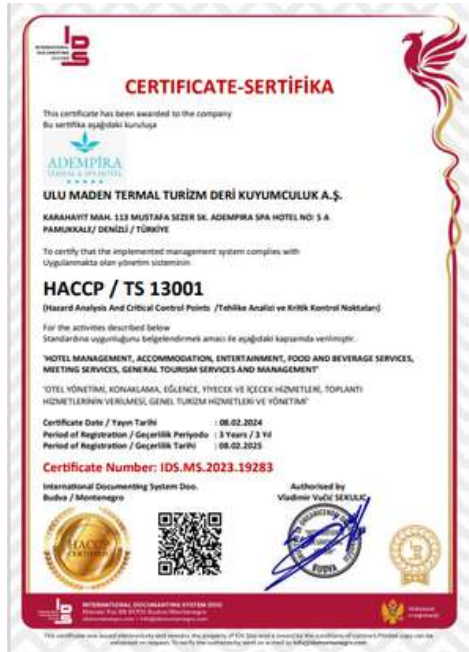 INTERNATIONAL
DOCUMENTING
SYSTEM
IDS
CERTIFICATE-SERTİFİKA
This certificate has been awarded to the company
Bu sertifika aşağıdaki kuruluşa
ADEMPİRA
TERMAL & SPA HOTEL
ULU MADEN TERMAL TURİZM DERİ KUYUMCULUK A.Ş.
KARAHAYIT MAH. 113 MUSTAFA SEZER SK. ADEMPIRA SPA HOTEL NO: 5 A
PAMUKKALE/ DENİZLİ / TÜRKİYE
To certify that the implemented management system complies with
Uygulanmakta olan yönetim sisteminin
HACCP / TS 13001
(Hazard Analysis And Critical Control Points /Tehlike Analizi ve Kritik Kontrol Noktaları)
For the activities described below
Standardına uygunluğunu belgelendirmek amacı ile aşağıdaki kapsamda verilmiştir.
'HOTEL MANAGEMENT, ACCOMMODATION, ENTERTAINMENT, FOOD AND BEVERAGE SERVICES,
MEETING SERVICES, GENERAL TOURISM SERVICES AND MANAGEMENT'
'OTEL YÖNETİMİ, KONAKLAMA, EĞLENCE, YİYECEK VE İÇECEK HİZMETLERİ, TOPLANTI
HİZMETLERİNİN VERİLMESİ, GENEL TURİZM HİZMETLERİ VE YÖNETİMİ'
Certificate Date / Yayın Tarihi : 08.02.2024
Period of Registration / Geçerlilik Periyodu : 3 Years / 3 Yıl
Period of Registration / Geçerlilik Tarihi : 08.02.2025
Certificate Number: IDS.MS.2023.19283
International Documenting System Doo.
Budva / Montenegro
Authorised by
Vladimir Vučić SEKULIC
HACCP
CERTIFIED
BUDVA
INTERNATIONAL DOCUMANTING SYSTEM DOO